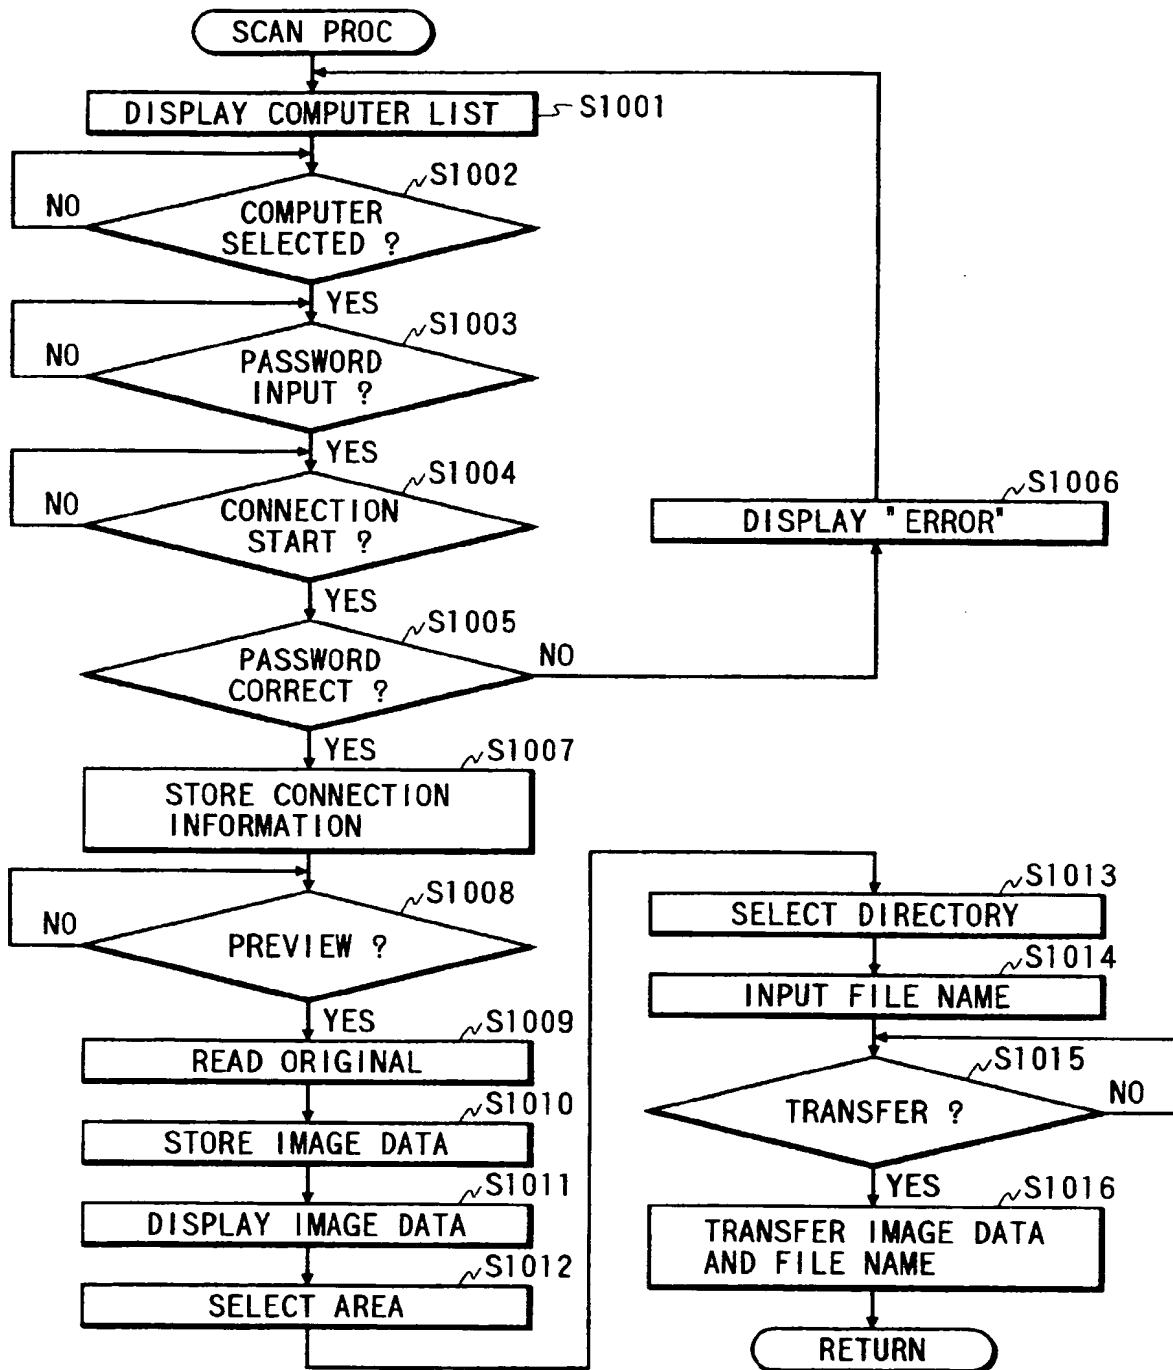 SCAN PROC
DISPLAY COMPUTER LIST
S1001
S1002
NO
COMPUTER
SELECTED ?
YES
S1003
NO
PASSWORD
INPUT ?
YES
S1004
NO
CONNECTION
START ?
YES
S1005
PASSWORD
CORRECT ?
NO
S1006
DISPLAY "ERROR"
YES
S1007
STORE CONNECTION
INFORMATION
S1008
NO
PREVIEW ?
YES
S1009
READ ORIGINAL
S1010
STORE IMAGE DATA
S1011
DISPLAY IMAGE DATA
S1012
SELECT AREA
S1013
SELECT DIRECTORY
S1014
INPUT FILE NAME
S1015
TRANSFER ?
NO
YES
S1016
TRANSFER IMAGE DATA
AND FILE NAME
RETURN